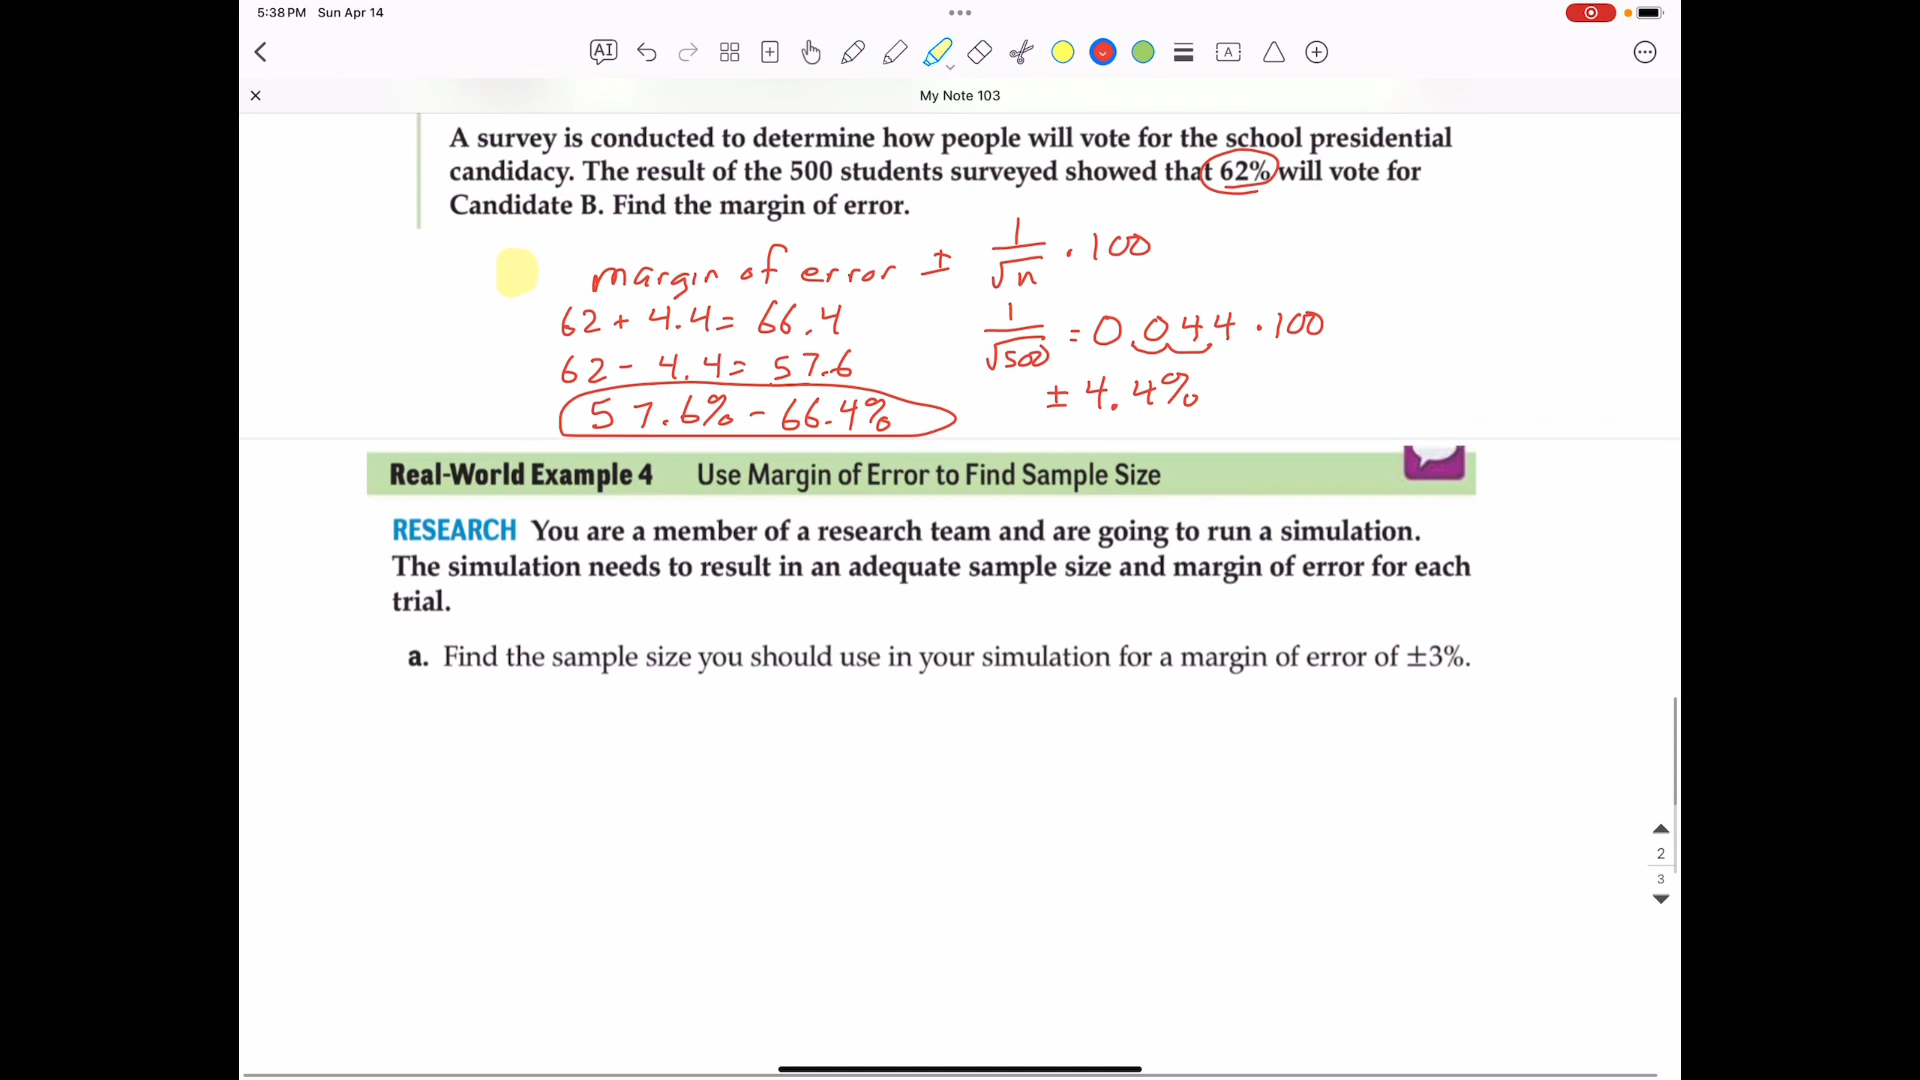 5:38 PM Sun Apr 14
AI
A
My Note 103
A survey is conducted to determine how people will vote for the school presidential
candidacy. The result of the 500 students surveyed showed that 62% will vote for
Candidate B. Find the margin of error.
margin of error ± 1/√n · 100
62 + 4.4 = 66.4
1/√500 = 0.044 · 100
62 - 4.4 = 57.6
± 4.4%
57.6% - 66.4%
Real-World Example 4 Use Margin of Error to Find Sample Size
RESEARCH You are a member of a research team and are going to run a simulation.
The simulation needs to result in an adequate sample size and margin of error for each
trial.
a. Find the sample size you should use in your simulation for a margin of error of ±3%.
2
3